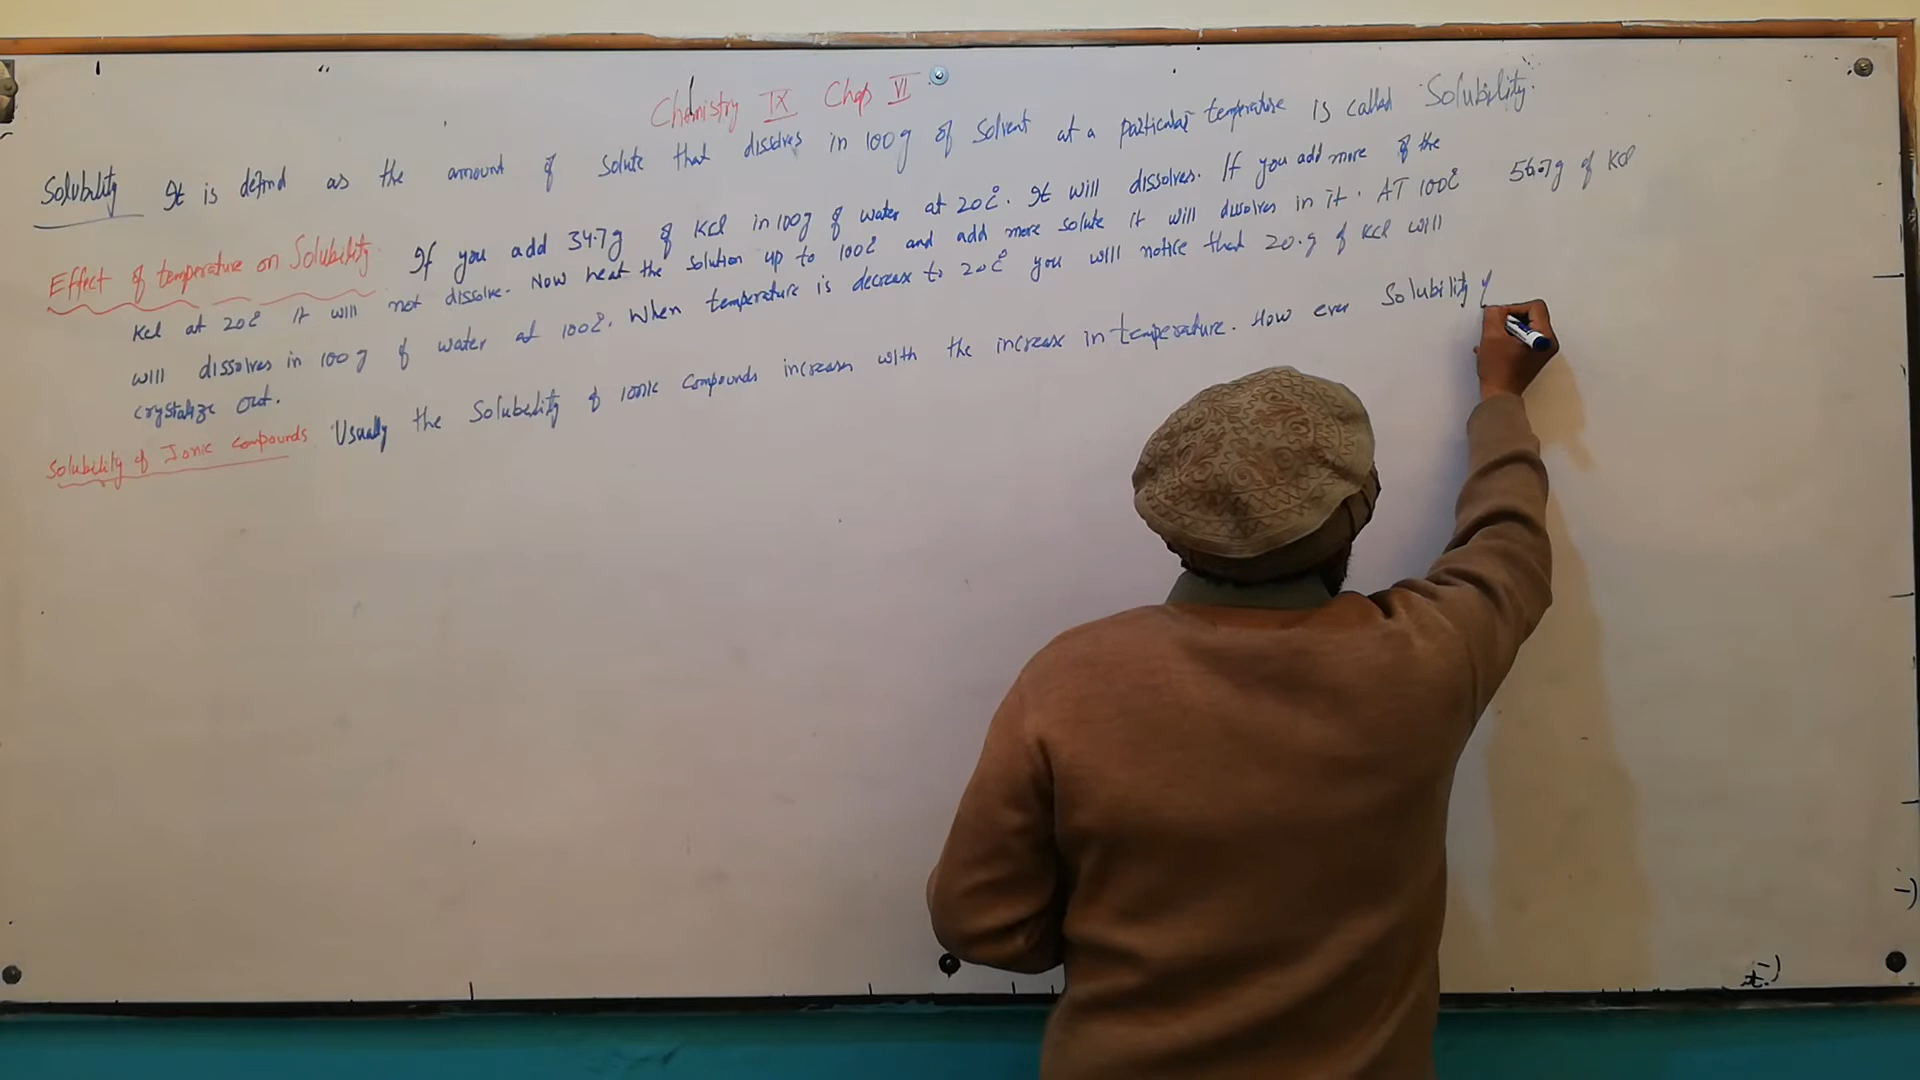 Chemistry IX Chap VI
Solubility It is defind as the amount of solute that dissolves in 100g of solvent at a particular temperature is called Solubility.
Effect of temperature on Solubility. If you add 34.7g of KCl in 100g of water at 20°C. It will dissolves. If you add more of the
KCl at 20°C it will not dissolve. Now heat the solution up to 100°C and add more solute it will dissolves in it. AT 100°C 56.7g of KCl
will dissolves in 100g of water at 100°C. When temperature is decrease to 20°C you will notice that 20.g of KCl will
crystalize out.
Solubility of Ionic compounds Usually the Solubility of ionic compounds increases with the increase in temperature. How ever Solubility